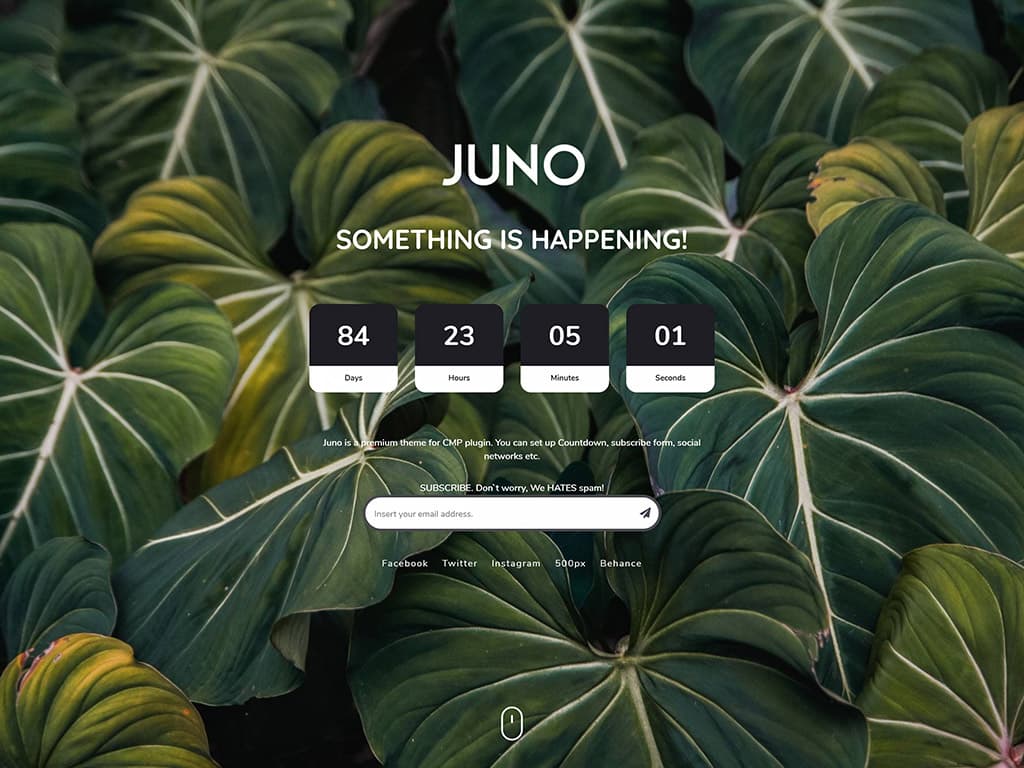 JUNO
SOMETHING IS HAPPENING!
84 23 05 01
Days Hours Minutes Seconds
Juno is a premium theme for CMP plugin. You can set up Countdown, subscribe form, social
networks etc.
SUBSCRIBE. Don`t worry, We HATES spam!
Insert your email address.
Facebook Twitter Instagram 500px Behance